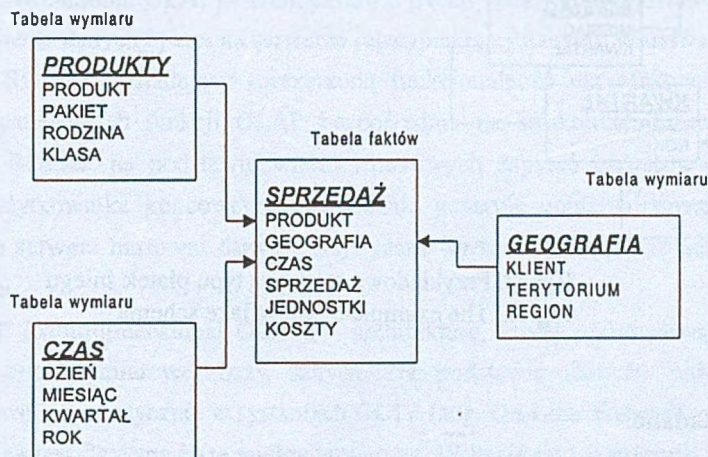 Tabela wymiaru
PRODUKTY
PRODUKT
PAKIET
RODZINA
KLASA
Tabela faktów
SPRZEDAŻ
PRODUKT
GEOGRAFIA
CZAS
SPRZEDAŻ
JEDNOSTKI
KOSZTY
Tabela wymiaru
GEOGRAFIA
KLIENT
TERYTORIUM
REGION
Tabela wymiaru
CZAS
DZIEŃ
MIESIĄC
KWARTAŁ
ROK